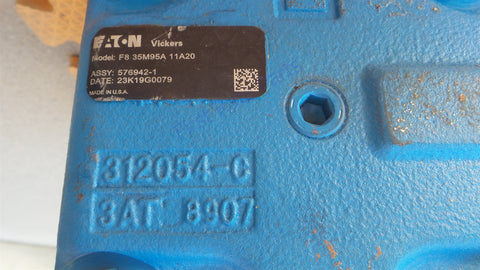 EATON Vickers
Model: F8 35M95A 11A20
ASSY: 576942-1
DATE: 23K19G0079
MADE IN U.S.A.
312054-C
3AT 8907